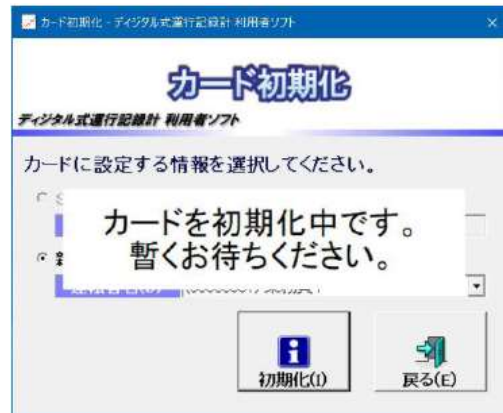 カード初期化 - ディジタル式運行記録計 利用者ソフト
カード初期化
ディジタル式運行記録計 利用者ソフト
カードに設定する情報を選択してください。
カードを初期化中です。
暫くお待ちください。
初期化(I)
戻る(E)